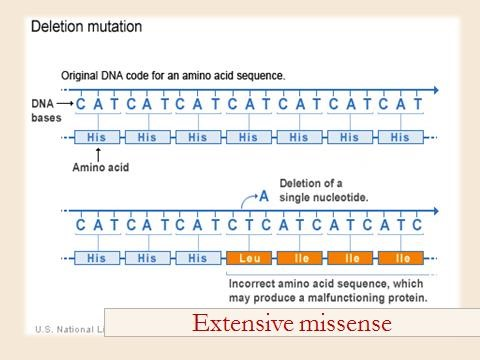 Deletion mutation
Original DNA code for an amino acid sequence.
DNA bases
C A T C A T C A T C A T C A T C A T C A T
His His His His His His His
Amino acid
A
Deletion of a
single nucleotide.
C A T C A T C A T C T C A T C A T C A T C
His His His Leu Ile Ile Ile
Incorrect amino acid sequence, which
may produce a malfunctioning protein.
U.S. National
Extensive missense